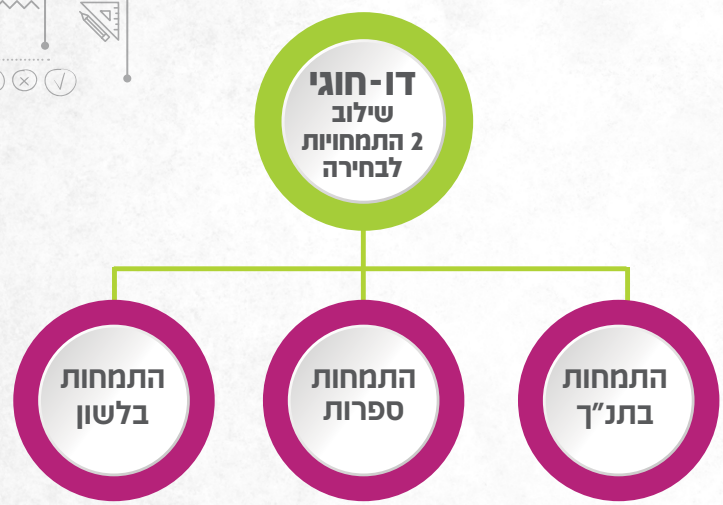 דו-חוגי
שילוב
2 התמחויות
לבחירה
התמחות
בתנ"ך
התמחות
ספרות
התמחות
בלשון